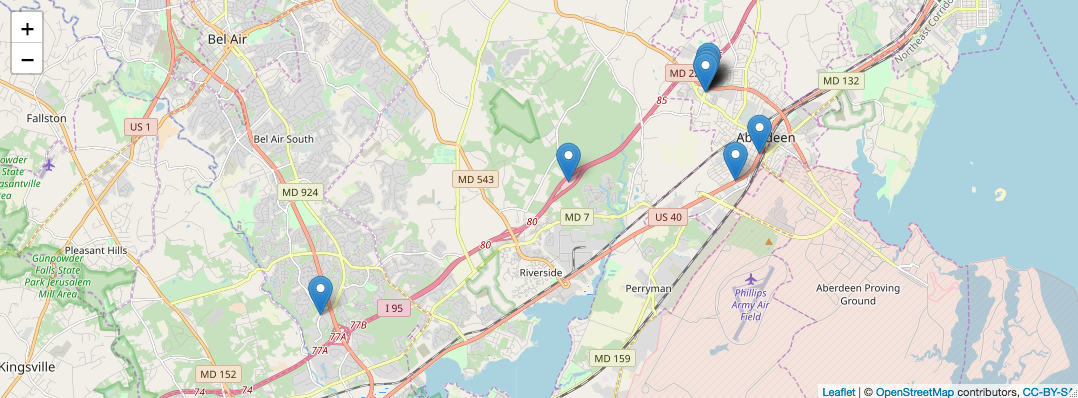 +
−
Bel Air
Northeast Corridor
MD 132
85
Fallston
US 1
Bel Air South
Aberdeen
MD 924
MD 543
MD 7
US 40
80
80
Pleasant Hills
Gunpowder
Falls State
Park Jerusalem
Mill Area
Riverside
Perryman
Phillips
Army Air
Field
Aberdeen Proving
Ground
I 95
77B
77A
77A
MD 159
Kingsville
MD 152
74
74
Leaflet | © OpenStreetMap contributors, CC-BY-SA